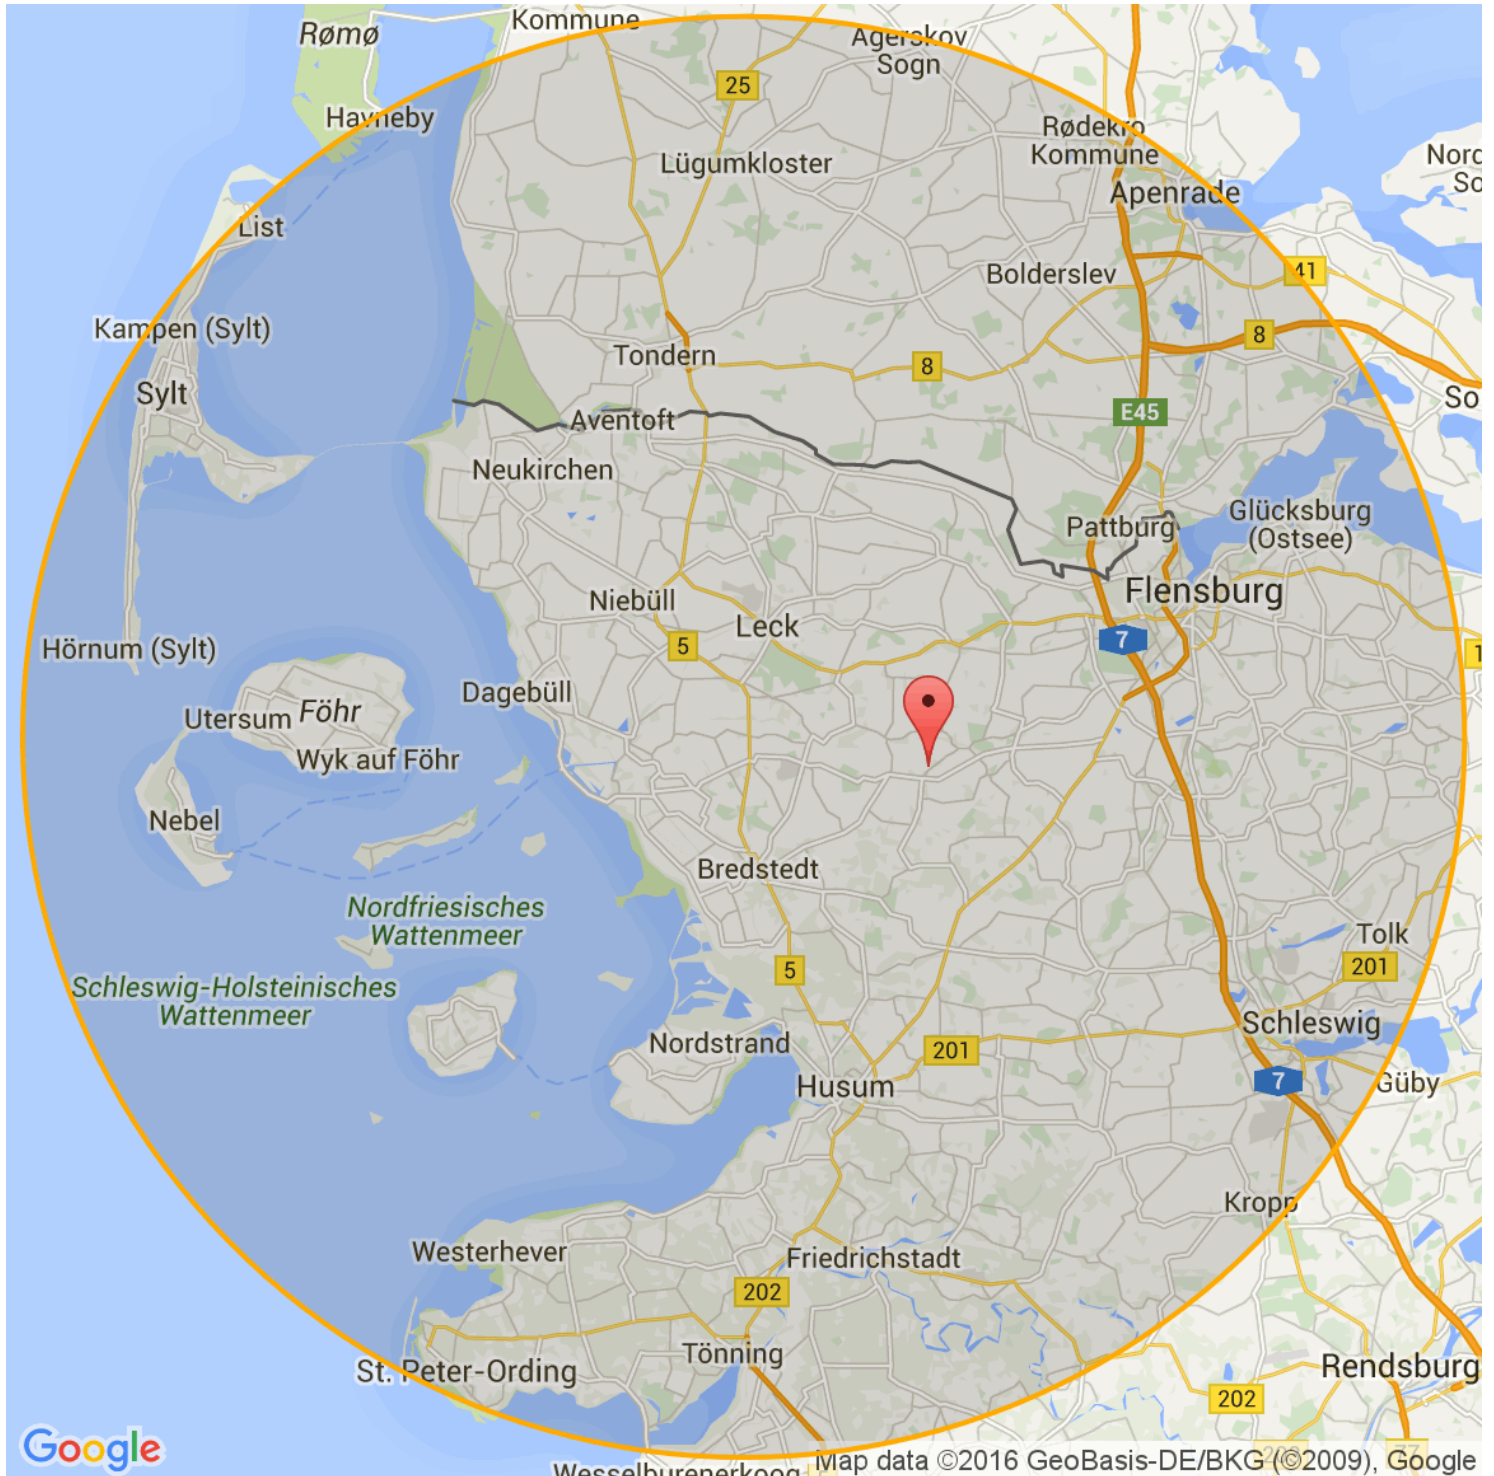 Kommune
Rømø
Agerskov
Sogn
25
Havneby
Rødekro
Kommune
Lügumkloster
Apenrade
List
Bolderslev
41
Kampen (Sylt)
8
Tondern
8
Sylt
E45
Aventoft
Neukirchen
Glücksburg
(Ostsee)
Pattburg
Flensburg
Niebüll
Leck
7
5
Hörnum (Sylt)
Dagebüll
Utersum
Föhr
Wyk auf Föhr
Nebel
Bredstedt
Nordfriesisches
Wattenmeer
Tolk
201
5
Schleswig-Holsteinisches
Wattenmeer
Schleswig
Nordstrand
201
Husum
7
Güby
Kropp
Westerhever
Friedrichstadt
202
Tönning
St. Peter-Ording
Rendsburg
202
Google
Wesselburenerkoog
Map data ©2016 GeoBasis-DE/BKG (©2009), Google